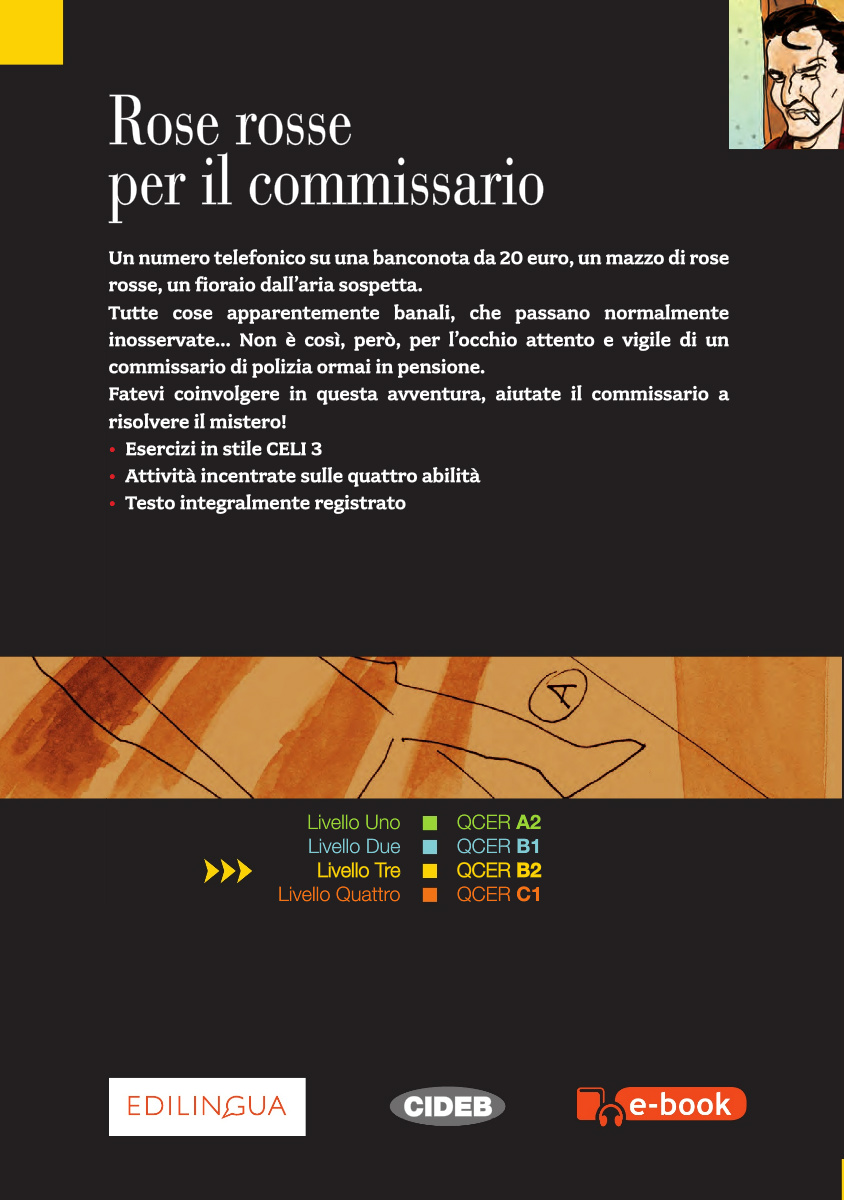 Rose rosse
per il commissario
Un numero telefonico su una banconota da 20 euro, un mazzo di rose
rosse, un fioraio dall'aria sospetta.
Tutte cose apparentemente banali, che passano normalmente
inosservate... Non è così, però, per l'occhio attento e vigile di un
commissario di polizia ormai in pensione.
Fatevi coinvolgere in questa avventura, aiutate il commissario a
risolvere il mistero!
• Esercizi in stile CELI 3
• Attività incentrate sulle quattro abilità
• Testo integralmente registrato
A
Livello Uno ■ QCER A2
Livello Due ■ QCER B1
Livello Tre ■ QCER B2
Livello Quattro ■ QCER C1
EDILINGUA
CIDEB
e-book